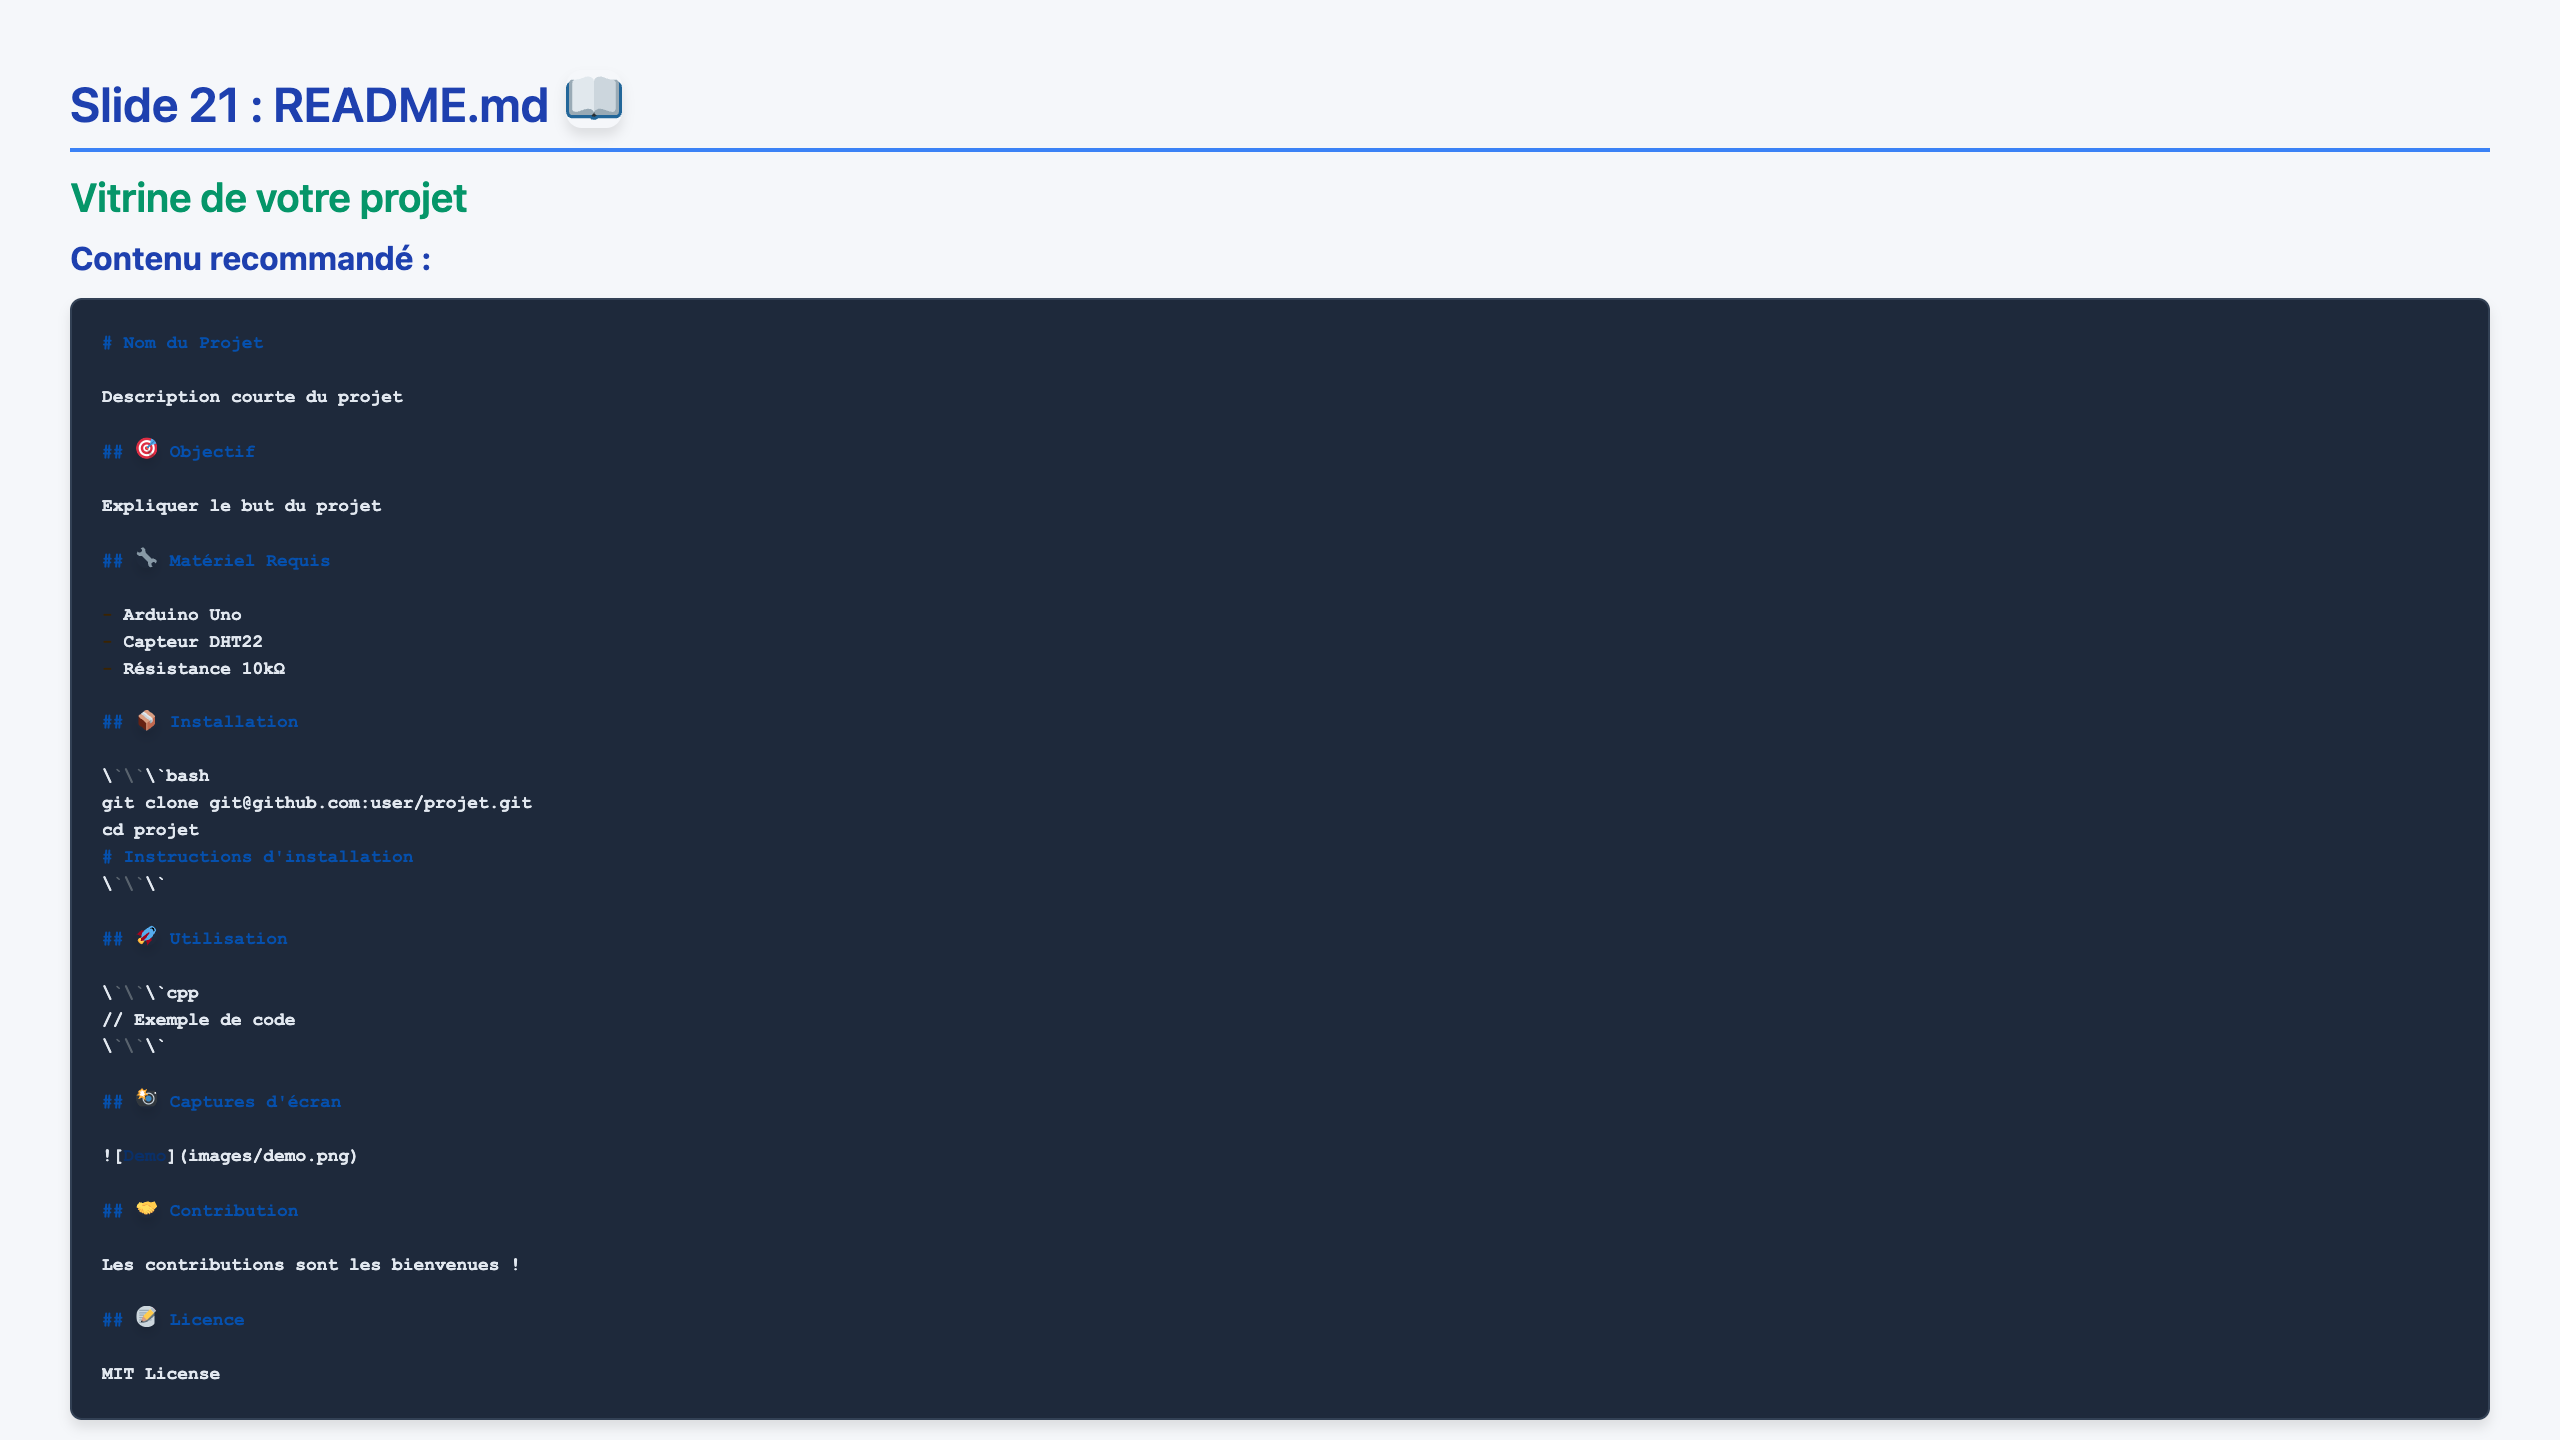 Slide 21 : README.md 📖
Vitrine de votre projet
Contenu recommandé :
# Nom du Projet
Description courte du projet
## 🎯 Objectif
Expliquer le but du projet
## 🔧 Matériel Requis
- Arduino Uno
- Capteur DHT22
- Résistance 10kΩ
## 📦 Installation
\`\`\`bash
git clone git@github.com:user/projet.git
cd projet
# Instructions d'installation
\`\`\`
## 🚀 Utilisation
\`\`\`cpp
// Exemple de code
\`\`\`
## 📸 Captures d'écran
![Demo](images/demo.png)
## 🤝 Contribution
Les contributions sont les bienvenues !
## 📝 Licence
MIT License